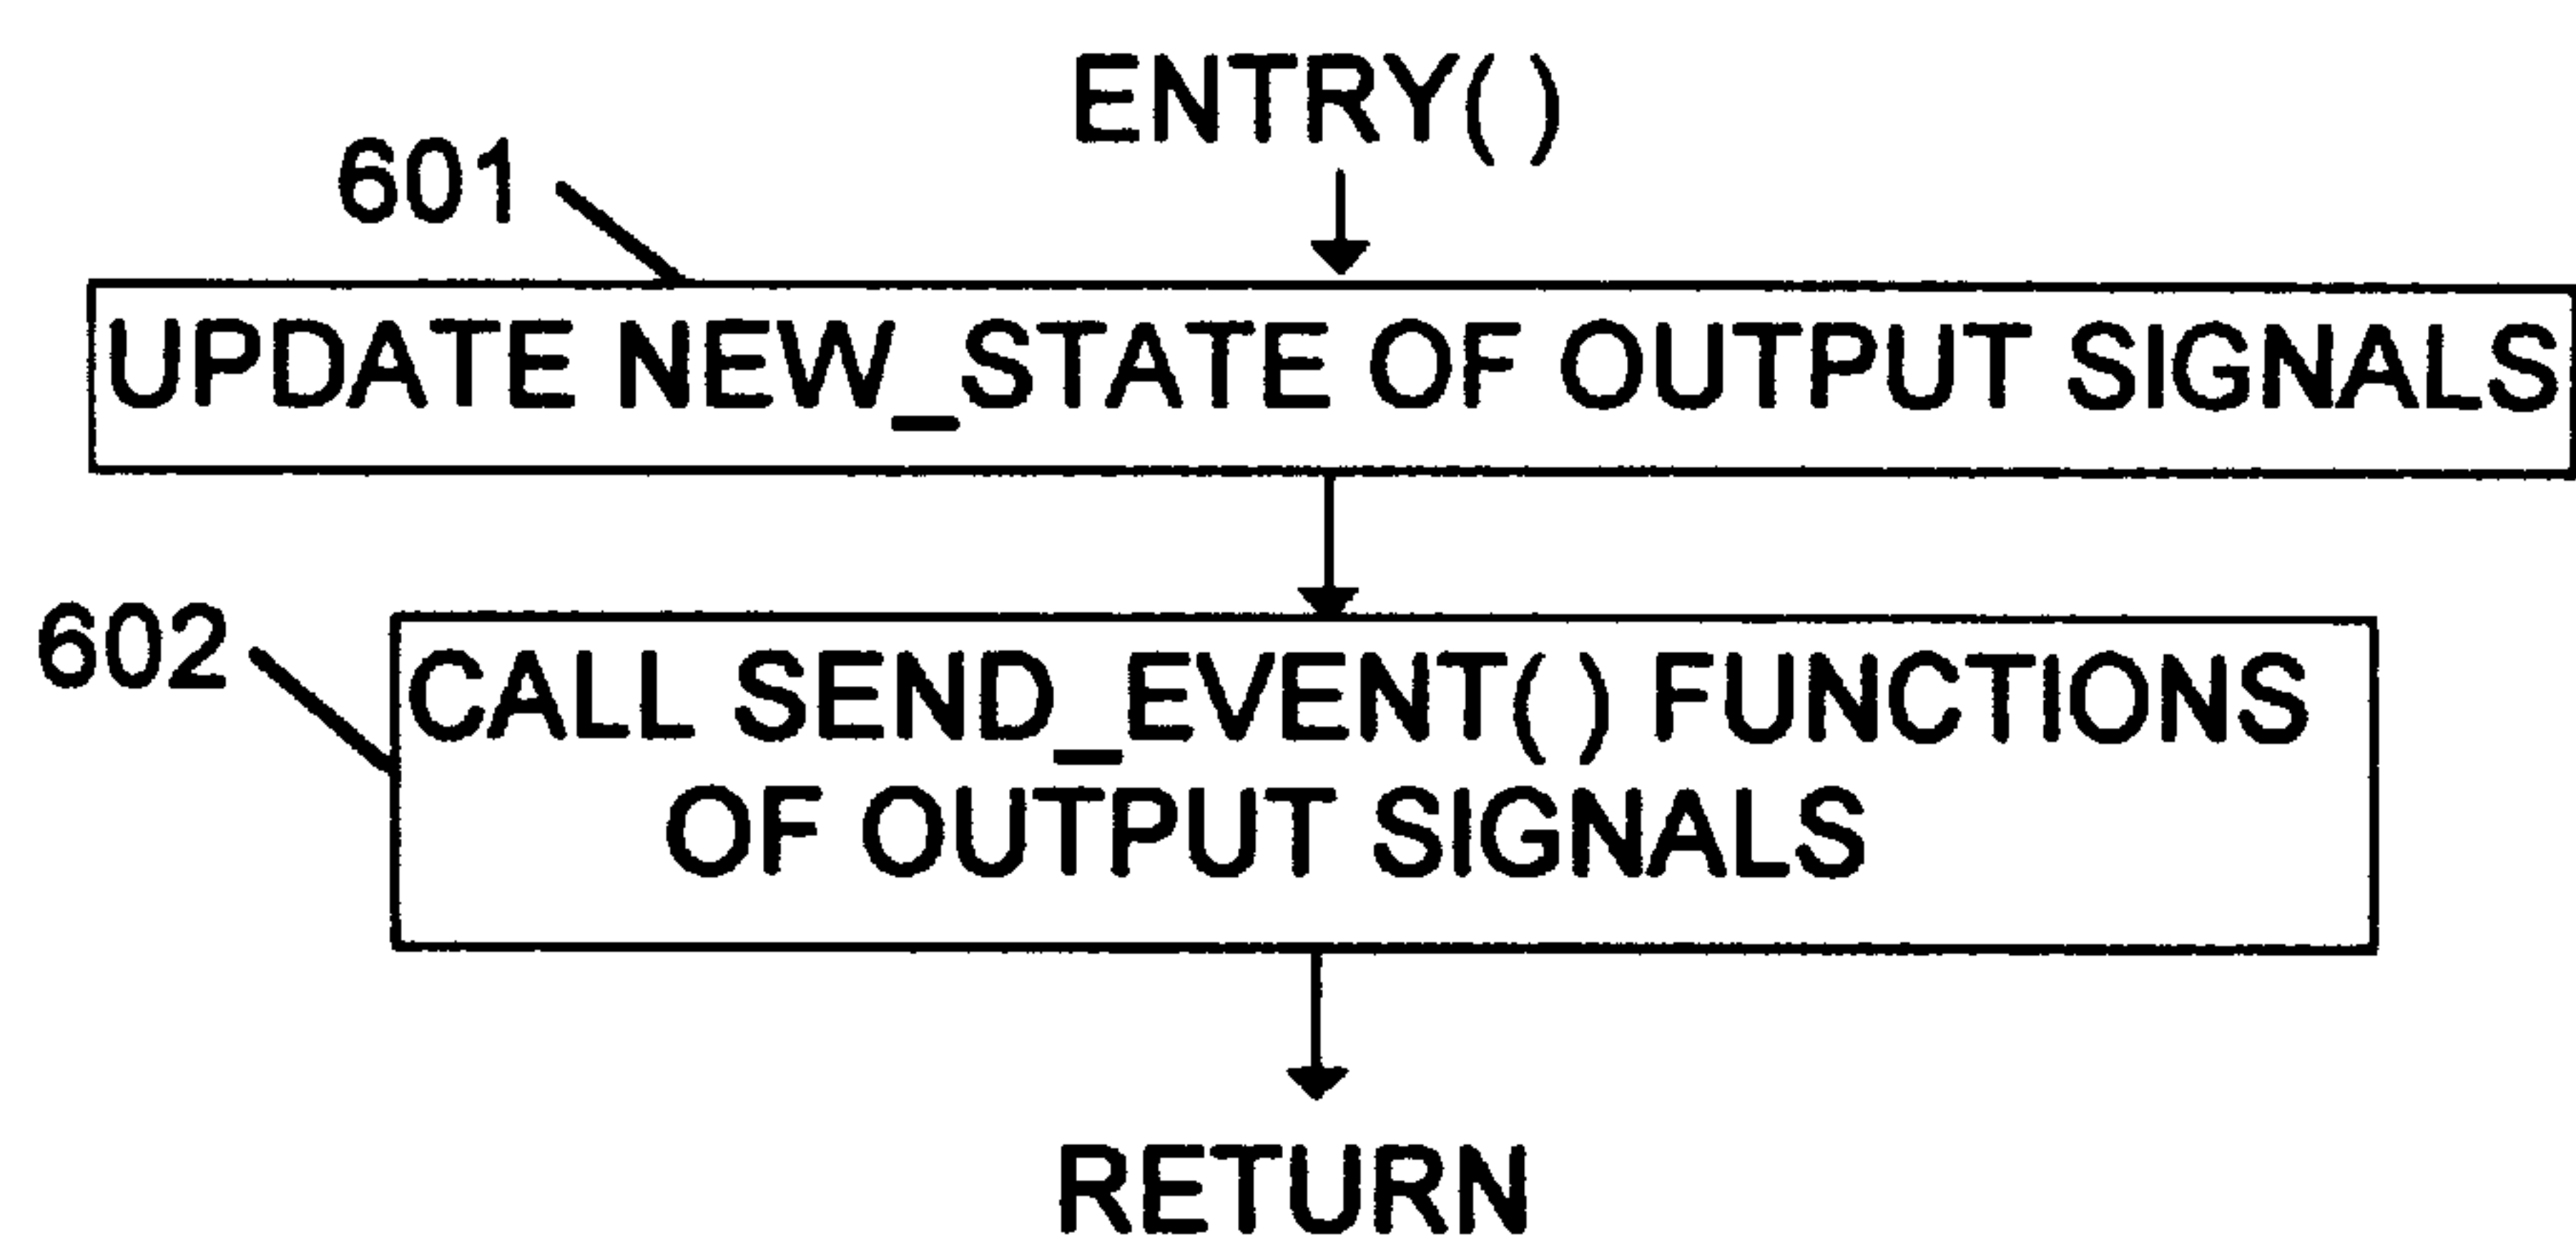 ENTRY( )
601
UPDATE NEW_STATE OF OUTPUT SIGNALS
602
CALL SEND_EVENT( ) FUNCTIONS
OF OUTPUT SIGNALS
RETURN